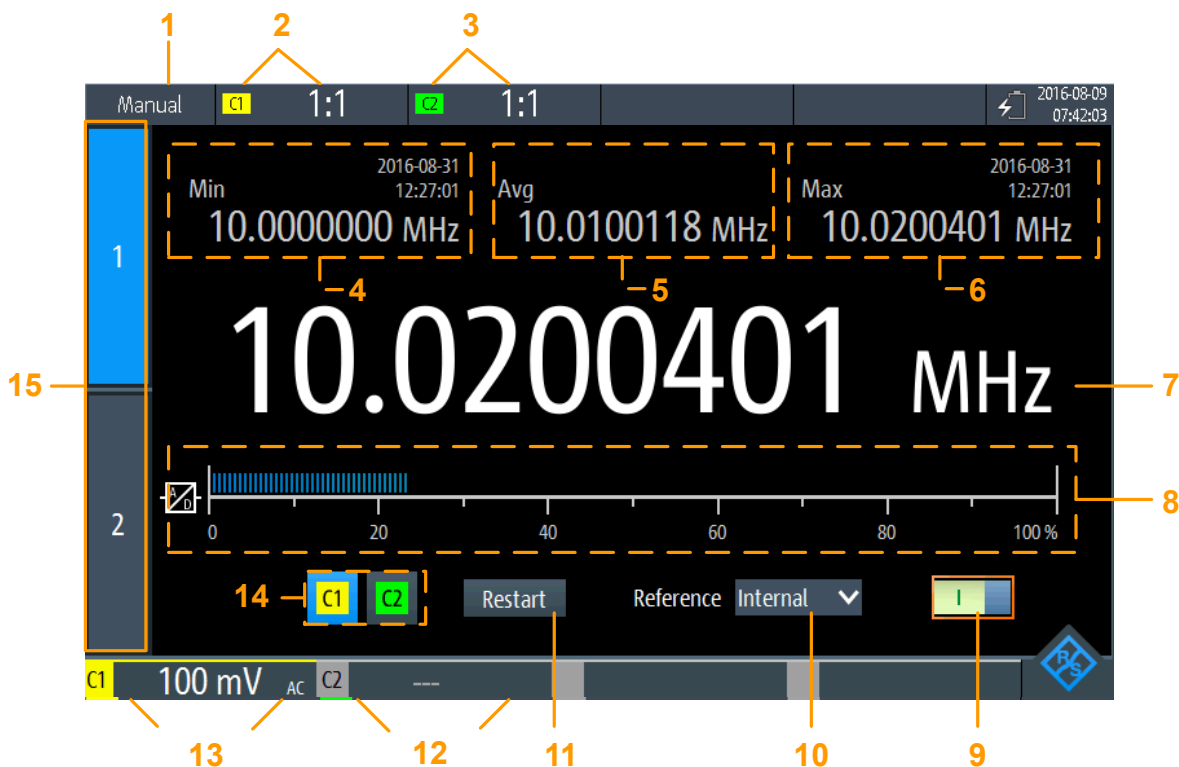 1 2 3
Manual C1 1:1 C2 1:1 2016-08-09
07:42:03
2016-08-31
Min 12:27:01
10.0000000 MHz
Avg
10.0100118 MHz
2016-08-31
Max 12:27:01
10.0200401 MHz
1
4 5 6
10.0200401 MHz
15 7
A/D
8
0 20 40 60 80 100 %
2
14 C1 C2 Restart Reference Internal I
R&S
C1 100 mV AC C2 ---
13 12 11 10 9